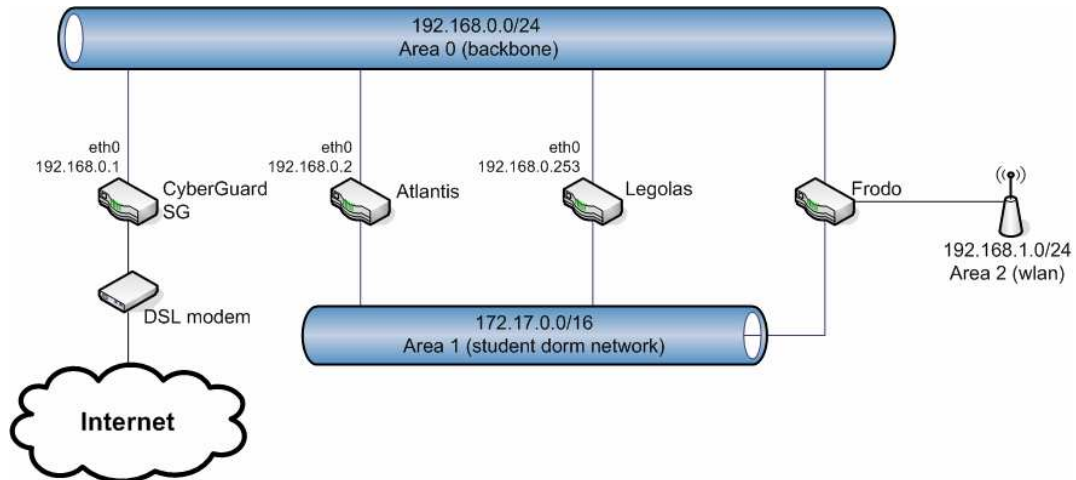 192.168.0.0/24
Area 0 (backbone)
eth0
192.168.0.1
eth0
192.168.0.2
eth0
192.168.0.253
CyberGuard
SG
Atlantis
Legolas
Frodo
192.168.1.0/24
Area 2 (wlan)
DSL modem
172.17.0.0/16
Area 1 (student dorm network)
Internet